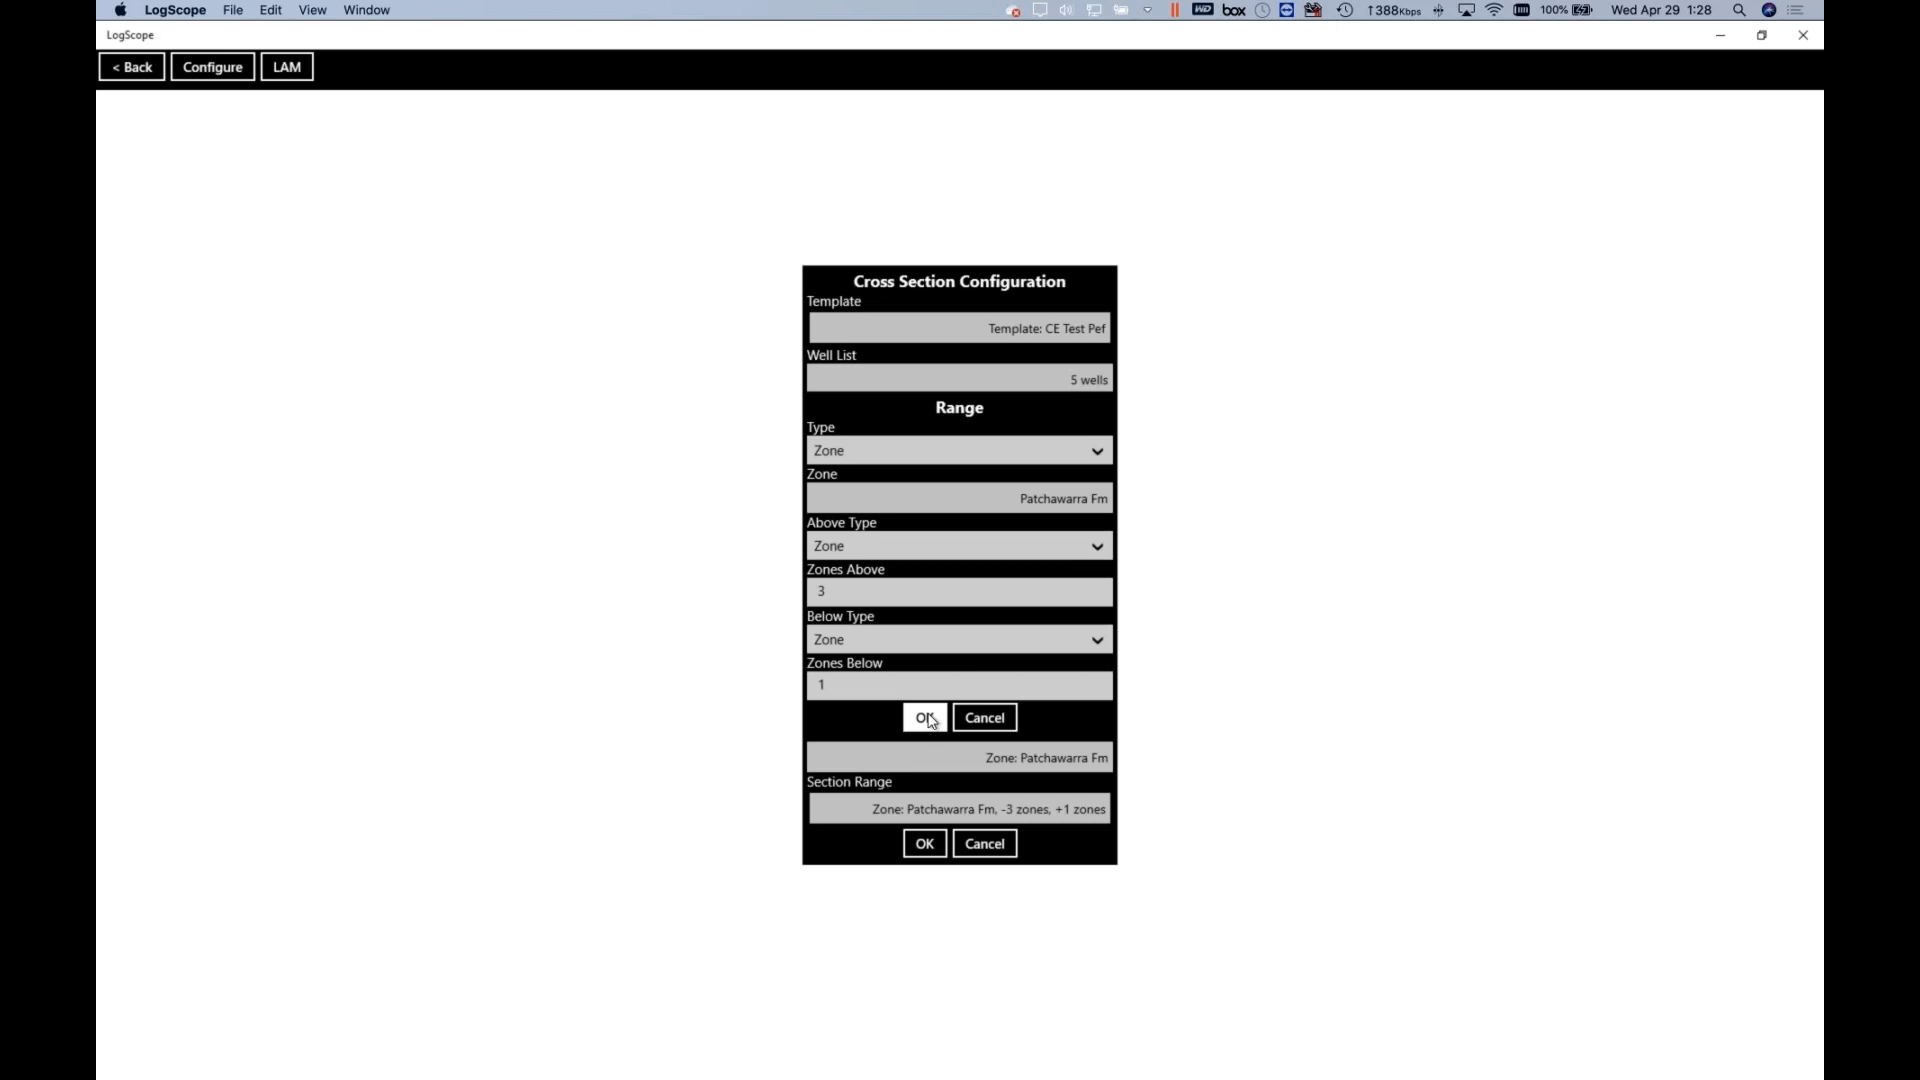 LogScope File Edit View Window WD box 388Kbps 100% Wed Apr 29 1:28
LogScope
< Back Configure LAM
Cross Section Configuration
Template
Template: CE Test Pef
Well List
5 wells
Range
Type
Zone
Zone
Patchawarra Fm
Above Type
Zone
Zones Above
3
Below Type
Zone
Zones Below
1
OK Cancel
Zone: Patchawarra Fm
Section Range
Zone: Patchawarra Fm, -3 zones, +1 zones
OK Cancel